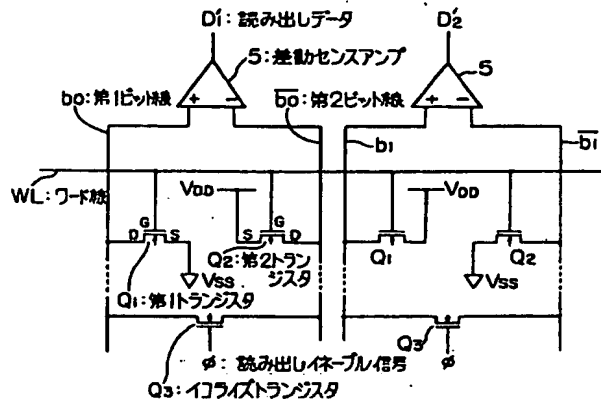 D1': 読み出しデータ
D2'
5: 差動センスアンプ
5
b0: 第1ビット線
+ −
b0: 第2ビット線
+ −
b1
b1
WL: ワード線
VDD
VDD
G
D S
S D
Q1
Q2
Q2: 第2トランジスタ
VSS
VSS
Q1: 第1トランジスタ
Q3
φ: 読み出しイネーブル信号
φ
Q3: イコライズトランジスタ